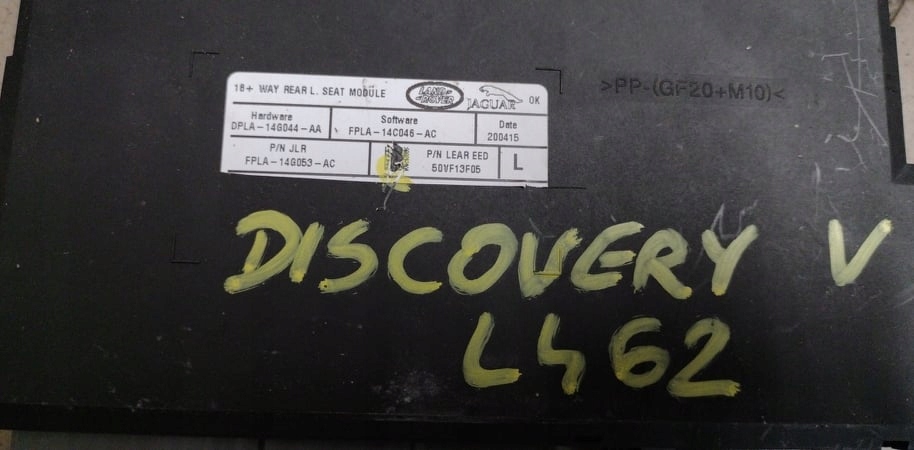 18+ WAY REAR L. SEAT MODULE LAND-ROVER JAGUAR OK
>PP-(GF20+M10)<
Hardware Software Date
DPLA-14G044-AA FPLA-14C046-AC 200415
P/N JLR P/N LEAR EED L
FPLA-14G053-AC 50VF13F05
DISCOVERY V
L462